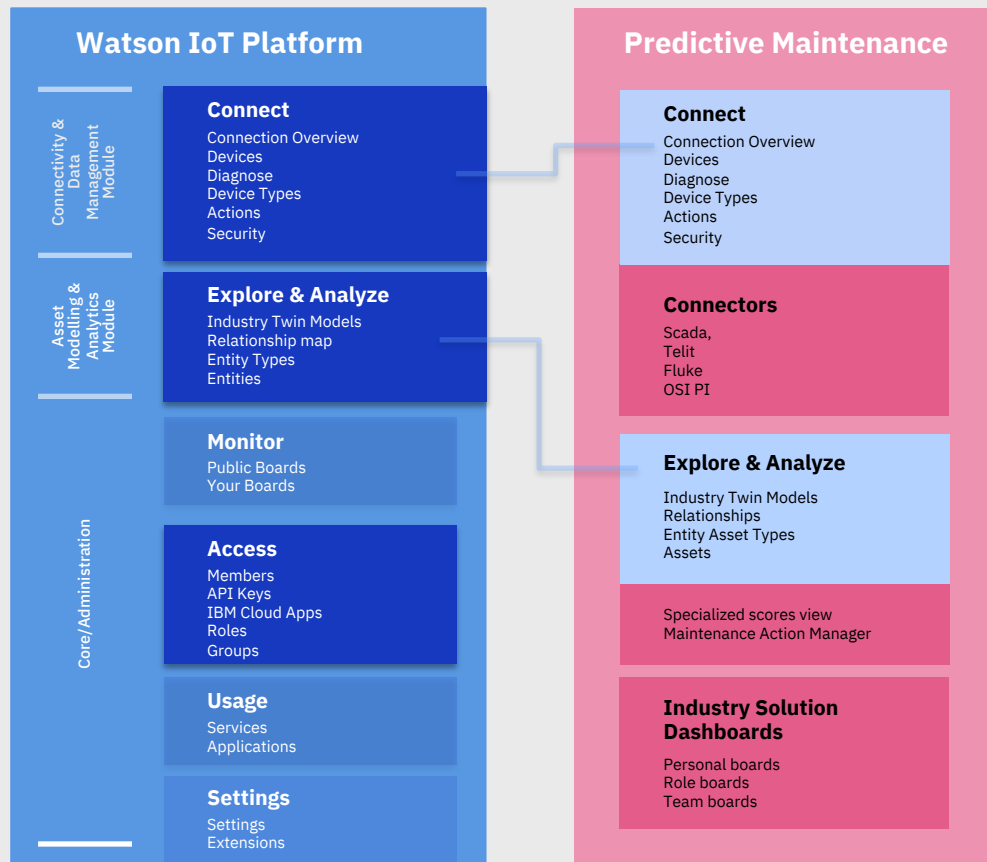 Watson IoT Platform
Connectivity &
Data
Management
Module
Connect
Connection Overview
Devices
Diagnose
Device Types
Actions
Security
Asset
Modelling &
Analytics
Module
Explore & Analyze
Industry Twin Models
Relationship map
Entity Types
Entities
Core/Administration
Monitor
Public Boards
Your Boards
Access
Members
API Keys
IBM Cloud Apps
Roles
Groups
Usage
Services
Applications
Settings
Settings
Extensions
Predictive Maintenance
Connect
Connection Overview
Devices
Diagnose
Device Types
Actions
Security
Connectors
Scada,
Telit
Fluke
OSI PI
Explore & Analyze
Industry Twin Models
Relationships
Entity Asset Types
Assets
Specialized scores view
Maintenance Action Manager
Industry Solution
Dashboards
Personal boards
Role boards
Team boards